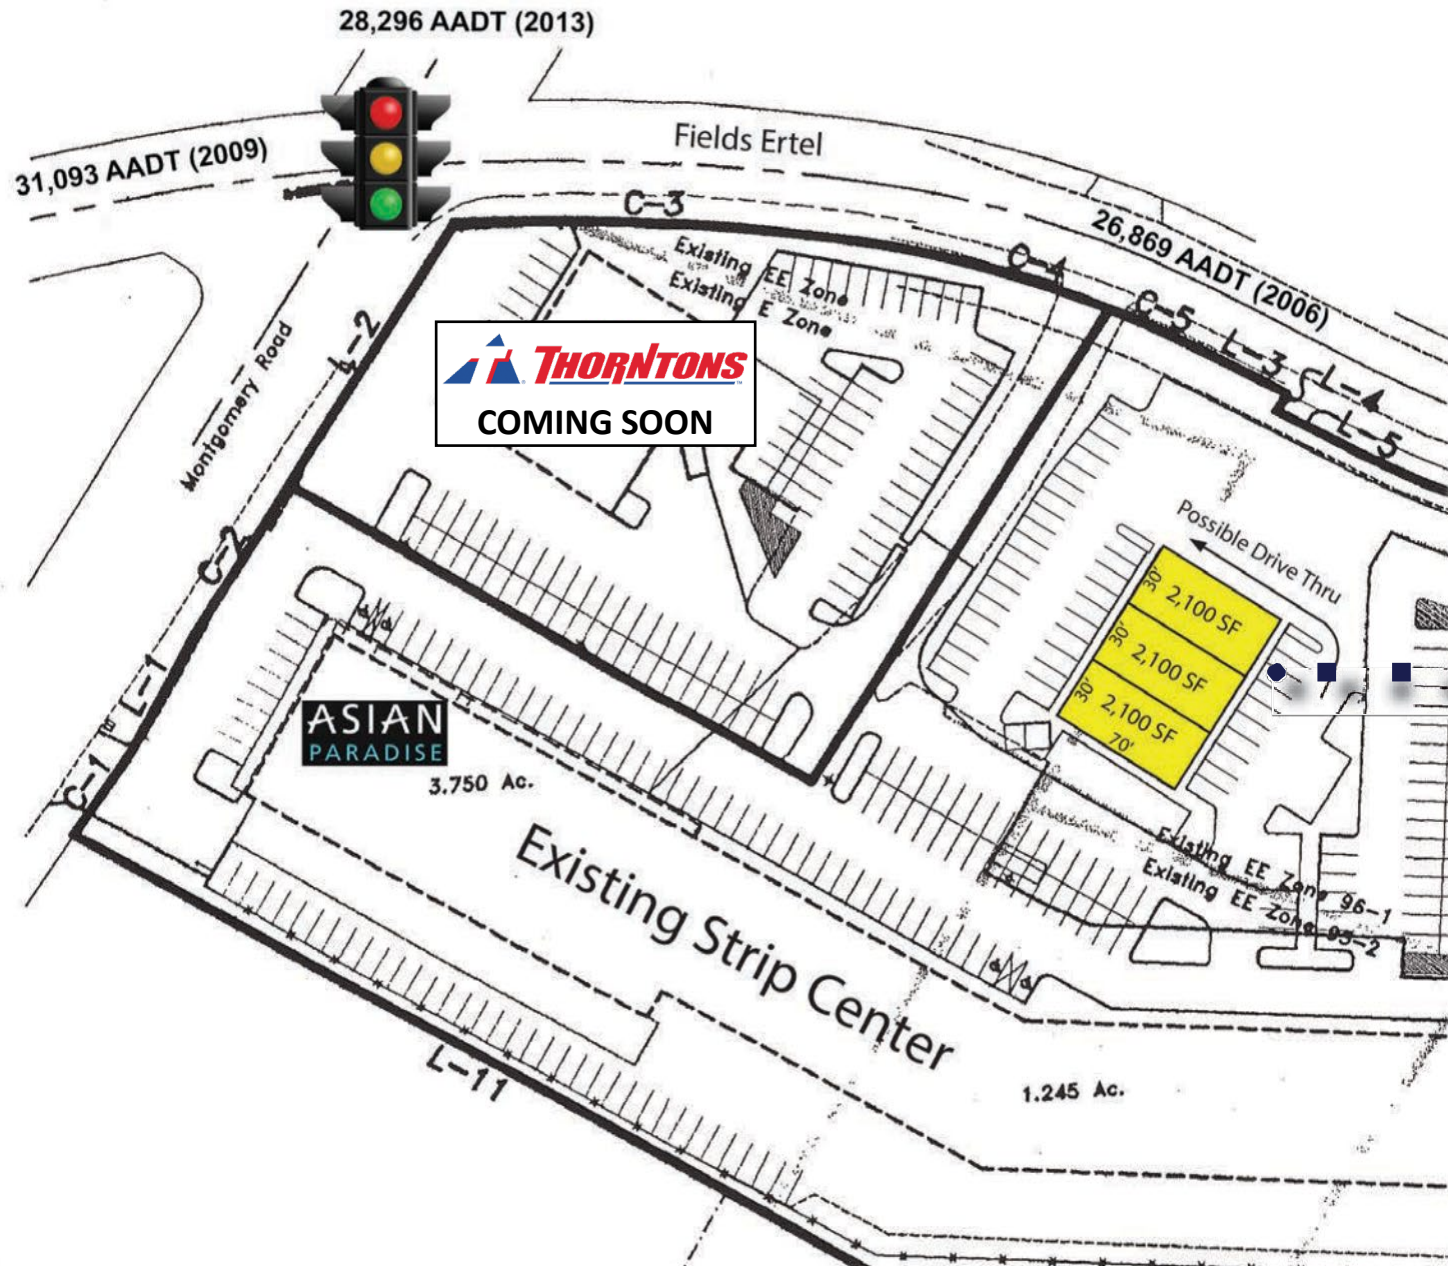 28,296 AADT (2013)
31,093 AADT (2009)
Fields Ertel
26,869 AADT (2006)
C-3
C-4
C-5
L-3
L-4
L-5
Existing EE Zone
Existing E Zone
L-2
Montgomery Road
THORNTONS
COMING SOON
C-2
L-1
C-1
Possible Drive Thru
30'
2,100 SF
30'
2,100 SF
30'
2,100 SF
70'
ASIAN
PARADISE
3.750 Ac.
Existing Strip Center
Existing EE Zone 96-1
Existing EE Zone 95-2
L-11
1.245 Ac.